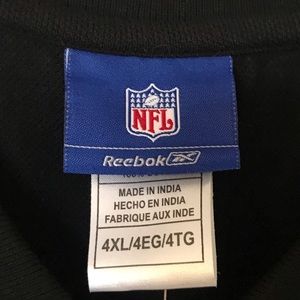 NFL
Reebok
MADE IN INDIA
HECHO EN INDIA
FABRIQUE AUX INDE
4XL/4EG/4TG